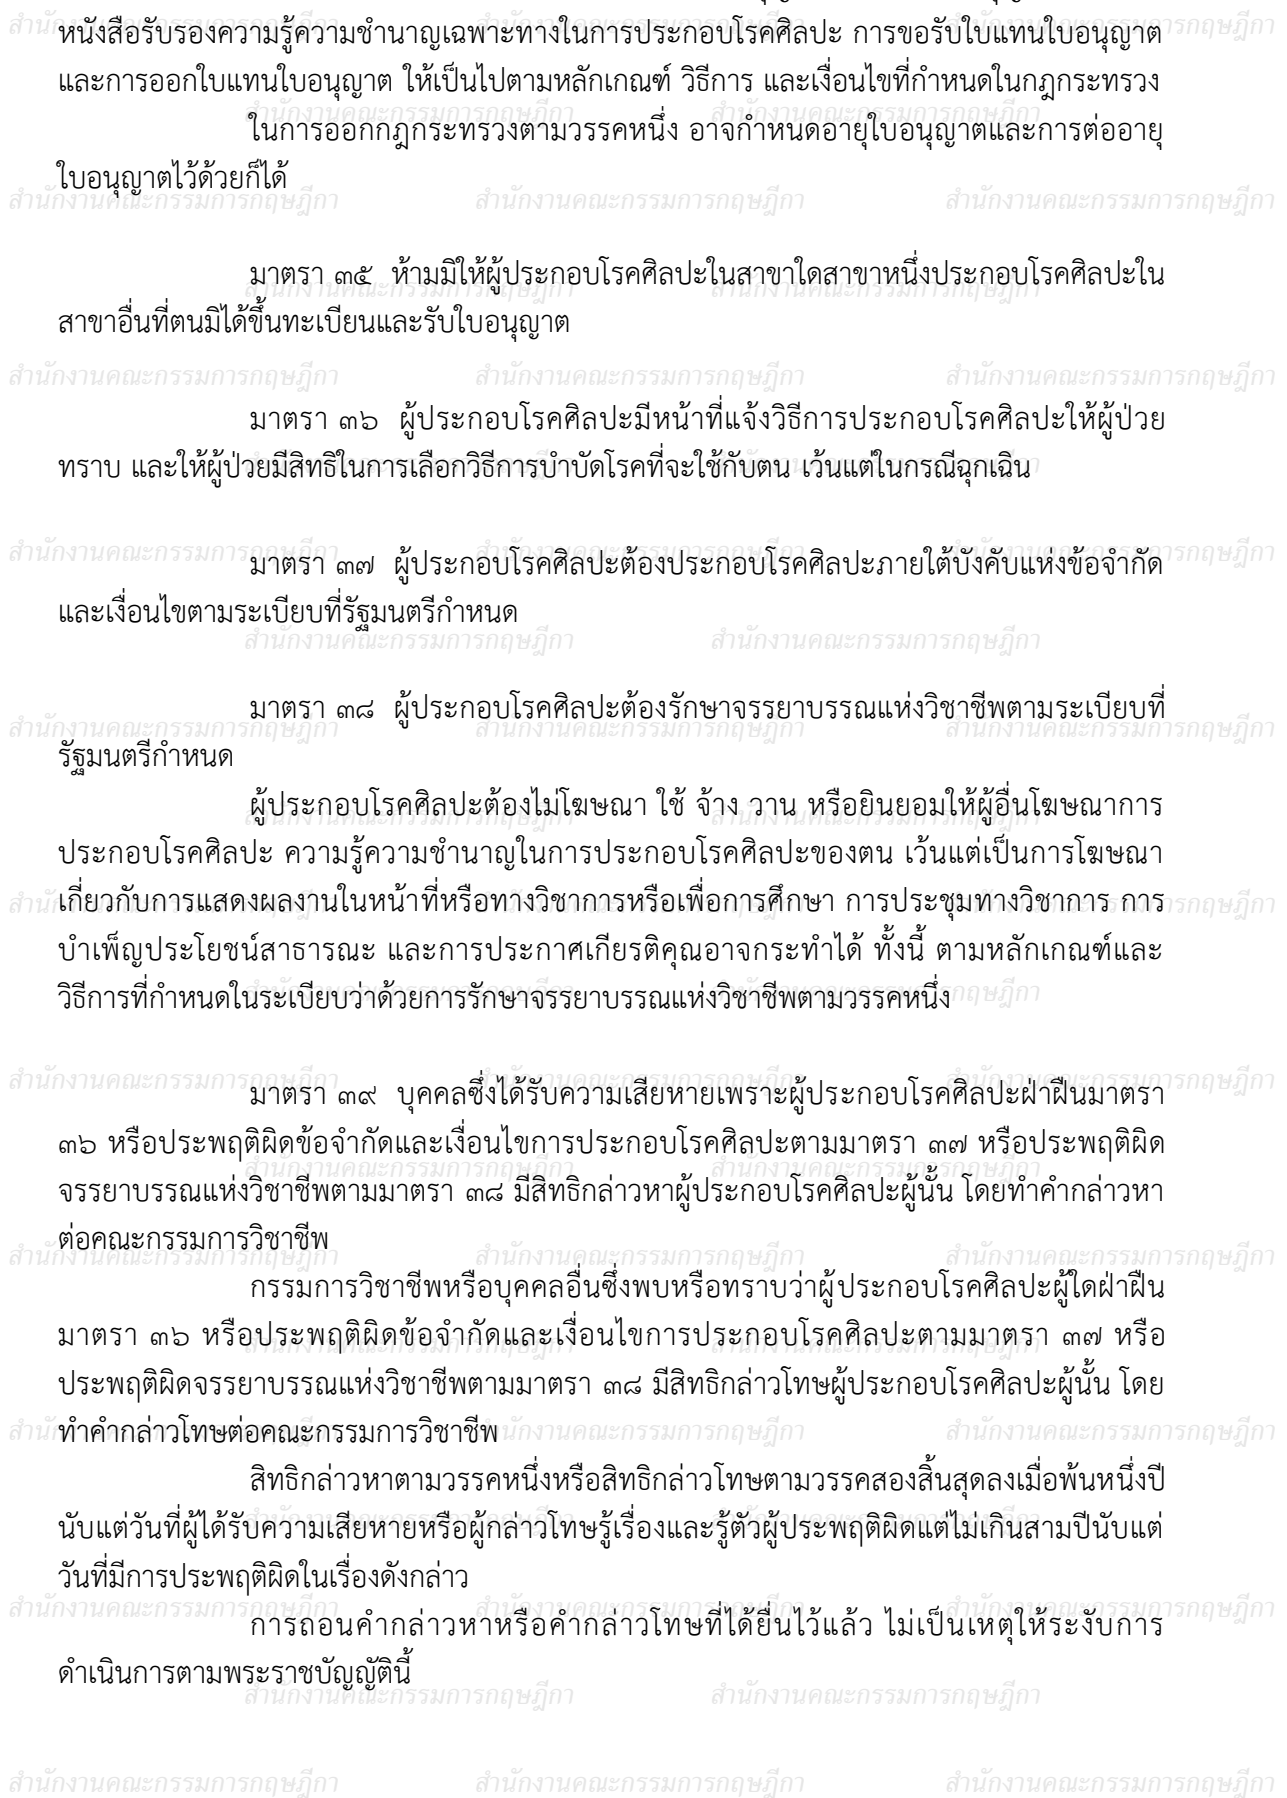 หนังสือรับรองความรู้ความชำนาญเฉพาะทางในการประกอบโรคศิลปะ การขอรับใบแทนใบอนุญาต
และการออกใบแทนใบอนุญาต ให้เป็นไปตามหลักเกณฑ์ วิธีการ และเงื่อนไขที่กำหนดในกฎกระทรวง
ในการออกกฎกระทรวงตามวรรคหนึ่ง อาจกำหนดอายุใบอนุญาตและการต่ออายุ
ใบอนุญาตไว้ด้วยก็ได้
มาตรา ๓๕ ห้ามมิให้ผู้ประกอบโรคศิลปะในสาขาใดสาขาหนึ่งประกอบโรคศิลปะใน
สาขาอื่นที่ตนมิได้ขึ้นทะเบียนและรับใบอนุญาต
มาตรา ๓๖ ผู้ประกอบโรคศิลปะมีหน้าที่แจ้งวิธีการประกอบโรคศิลปะให้ผู้ป่วย
ทราบ และให้ผู้ป่วยมีสิทธิในการเลือกวิธีการบำบัดโรคที่จะใช้กับตน เว้นแต่ในกรณีฉุกเฉิน
มาตรา ๓๗ ผู้ประกอบโรคศิลปะต้องประกอบโรคศิลปะภายใต้บังคับแห่งข้อจำกัด
และเงื่อนไขตามระเบียบที่รัฐมนตรีกำหนด
มาตรา ๓๘ ผู้ประกอบโรคศิลปะต้องรักษาจรรยาบรรณแห่งวิชาชีพตามระเบียบที่
รัฐมนตรีกำหนด
ผู้ประกอบโรคศิลปะต้องไม่โฆษณา ใช้ จ้าง วาน หรือยินยอมให้ผู้อื่นโฆษณาการ
ประกอบโรคศิลปะ ความรู้ความชำนาญในการประกอบโรคศิลปะของตน เว้นแต่เป็นการโฆษณา
เกี่ยวกับการแสดงผลงานในหน้าที่หรือทางวิชาการหรือเพื่อการศึกษา การประชุมทางวิชาการ การ
บำเพ็ญประโยชน์สาธารณะ และการประกาศเกียรติคุณอาจกระทำได้ ทั้งนี้ ตามหลักเกณฑ์และ
วิธีการที่กำหนดในระเบียบว่าด้วยการรักษาจรรยาบรรณแห่งวิชาชีพตามวรรคหนึ่ง
มาตรา ๓๙ บุคคลซึ่งได้รับความเสียหายเพราะผู้ประกอบโรคศิลปะฝ่าฝืนมาตรา
๓๖ หรือประพฤติผิดข้อจำกัดและเงื่อนไขการประกอบโรคศิลปะตามมาตรา ๓๗ หรือประพฤติผิด
จรรยาบรรณแห่งวิชาชีพตามมาตรา ๓๘ มีสิทธิกล่าวหาผู้ประกอบโรคศิลปะผู้นั้น โดยทำคำกล่าวหา
ต่อคณะกรรมการวิชาชีพ
กรรมการวิชาชีพหรือบุคคลอื่นซึ่งพบหรือทราบว่าผู้ประกอบโรคศิลปะผู้ใดฝ่าฝืน
มาตรา ๓๖ หรือประพฤติผิดข้อจำกัดและเงื่อนไขการประกอบโรคศิลปะตามมาตรา ๓๗ หรือ
ประพฤติผิดจรรยาบรรณแห่งวิชาชีพตามมาตรา ๓๘ มีสิทธิกล่าวโทษผู้ประกอบโรคศิลปะผู้นั้น โดย
ทำคำกล่าวโทษต่อคณะกรรมการวิชาชีพ
สิทธิกล่าวหาตามวรรคหนึ่งหรือสิทธิกล่าวโทษตามวรรคสองสิ้นสุดลงเมื่อพ้นหนึ่งปี
นับแต่วันที่ผู้ได้รับความเสียหายหรือผู้กล่าวโทษรู้เรื่องและรู้ตัวผู้ประพฤติผิดแต่ไม่เกินสามปีนับแต่
วันที่มีการประพฤติผิดในเรื่องดังกล่าว
การถอนคำกล่าวหาหรือคำกล่าวโทษที่ได้ยื่นไว้แล้ว ไม่เป็นเหตุให้ระงับการ
ดำเนินการตามพระราชบัญญัตินี้
สำนักงานคณะกรรมการกฤษฎีกา สำนักงานคณะกรรมการกฤษฎีกา สำนักงานคณะกรรมการกฤษฎีกา